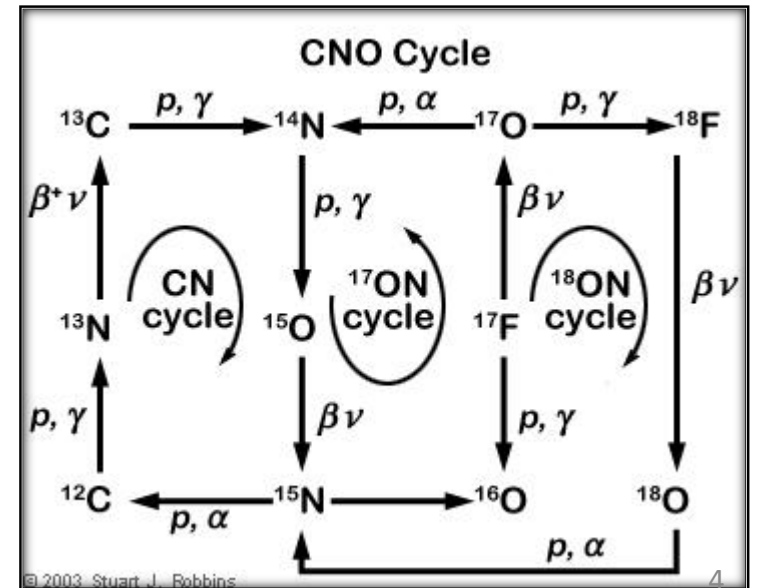 CNO Cycle
p, γ p, α p, γ
¹³C ¹⁴N ¹⁷O ¹⁸F
β⁺ν p, γ βν βν
CN
cycle
¹⁷ON
cycle
¹⁸ON
cycle
¹³N ¹⁵O ¹⁷F
p, γ βν p, γ
¹²C ¹⁵N ¹⁶O ¹⁸O
p, α p, α
© 2003 Stuart J. Robbins 4